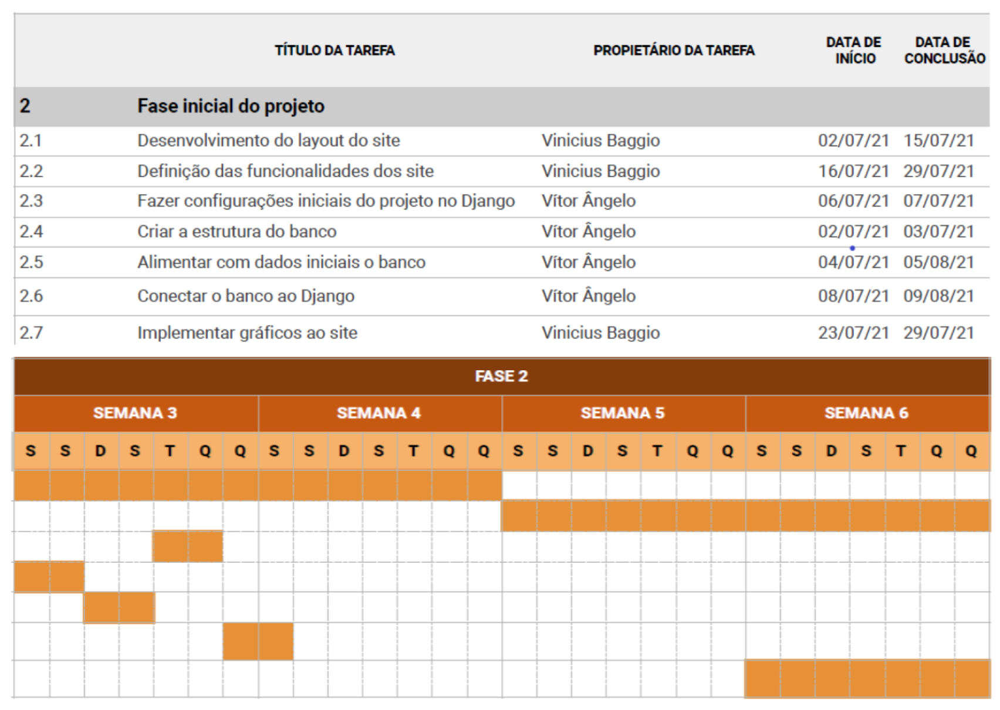 TÍTULO DA TAREFA PROPIETÁRIO DA TAREFA DATA DE INÍCIO DATA DE CONCLUSÃO
2 Fase inicial do projeto
2.1 Desenvolvimento do layout do site Vinicius Baggio 02/07/21 15/07/21
2.2 Definição das funcionalidades dos site Vinicius Baggio 16/07/21 29/07/21
2.3 Fazer configurações iniciais do projeto no Django Vítor Ângelo 06/07/21 07/07/21
2.4 Criar a estrutura do banco Vítor Ângelo 02/07/21 03/07/21
2.5 Alimentar com dados iniciais o banco Vítor Ângelo 04/07/21 05/08/21
2.6 Conectar o banco ao Django Vítor Ângelo 08/07/21 09/08/21
2.7 Implementar gráficos ao site Vinicius Baggio 23/07/21 29/07/21
FASE 2
SEMANA 3 SEMANA 4 SEMANA 5 SEMANA 6
S S D S T Q Q S S D S T Q Q S S D S T Q Q S S D S T Q Q